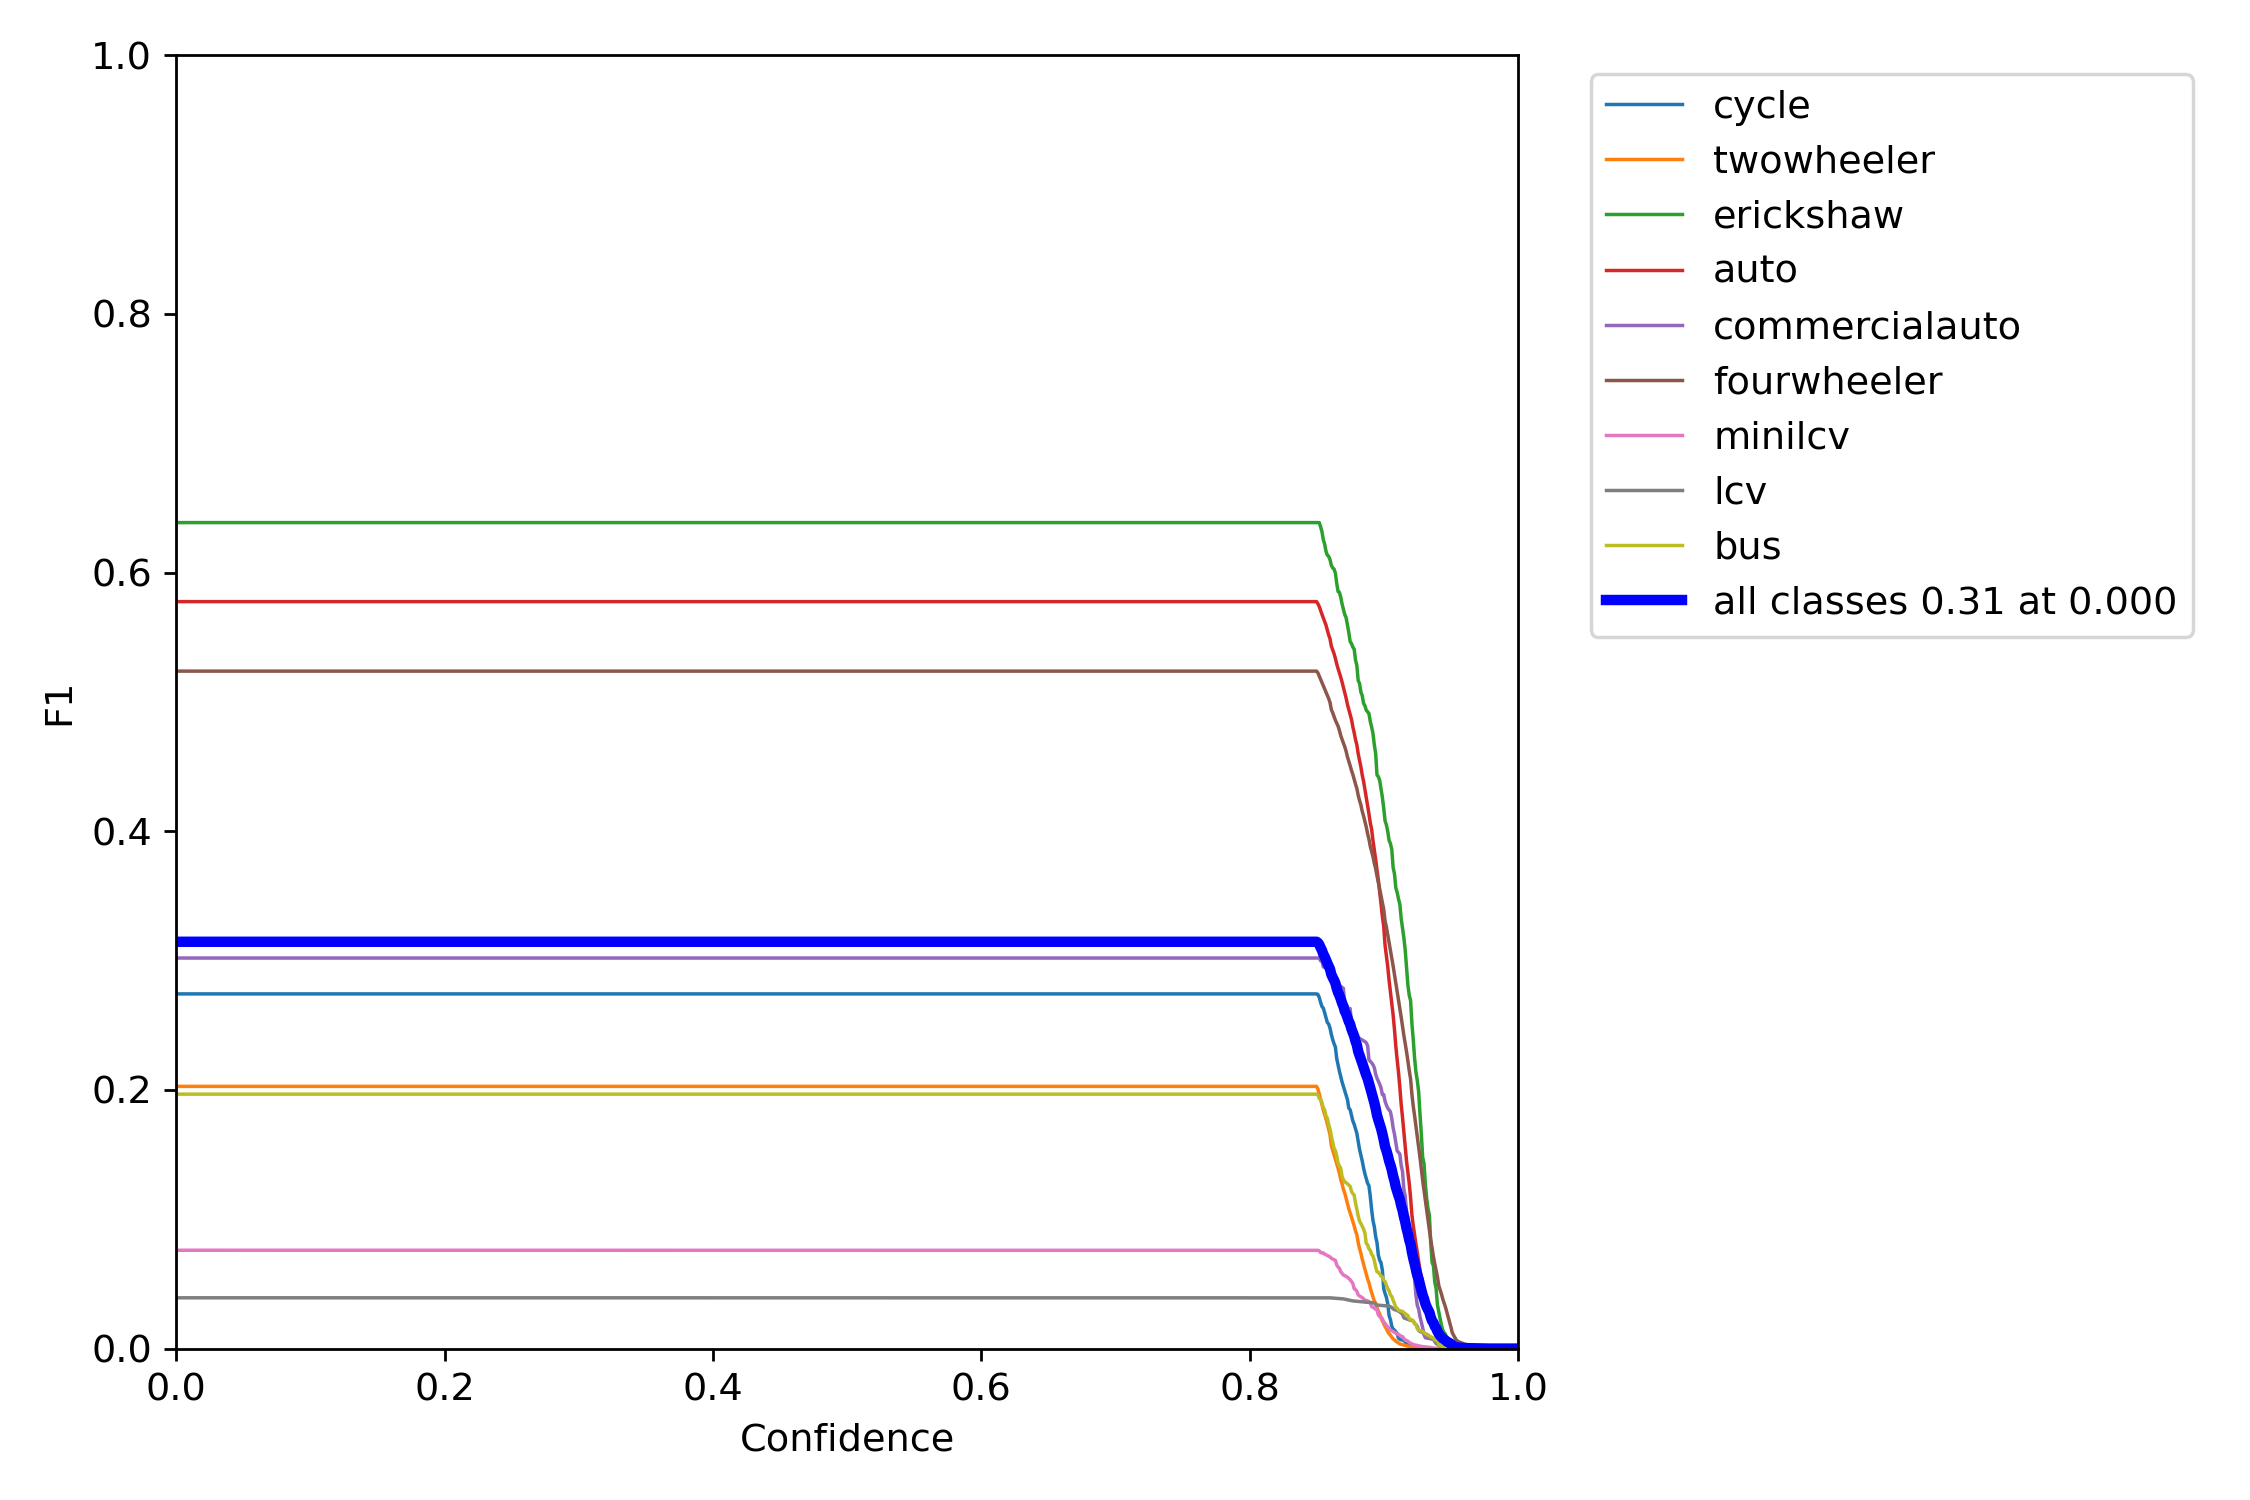 1.0
0.8
0.6
0.4
0.2
0.0
F1
0.0 0.2 0.4 0.6 0.8 1.0
Confidence
cycle
twowheeler
erickshaw
auto
commercialauto
fourwheeler
minilcv
lcv
bus
all classes 0.31 at 0.000